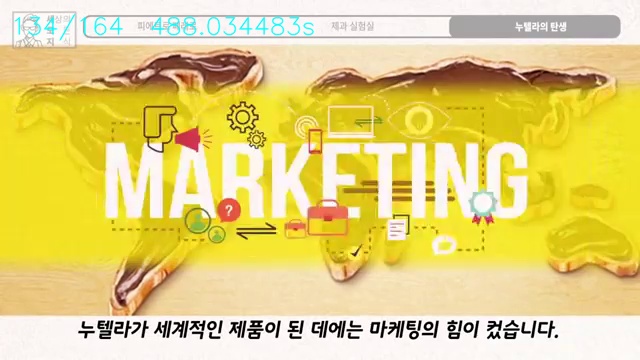 134/164 488.034483s
제과 실험실
누텔라의 탄생
MARKETING
?
누텔라가 세계적인 제품이 된 데에는 마케팅의 힘이 컸습니다.